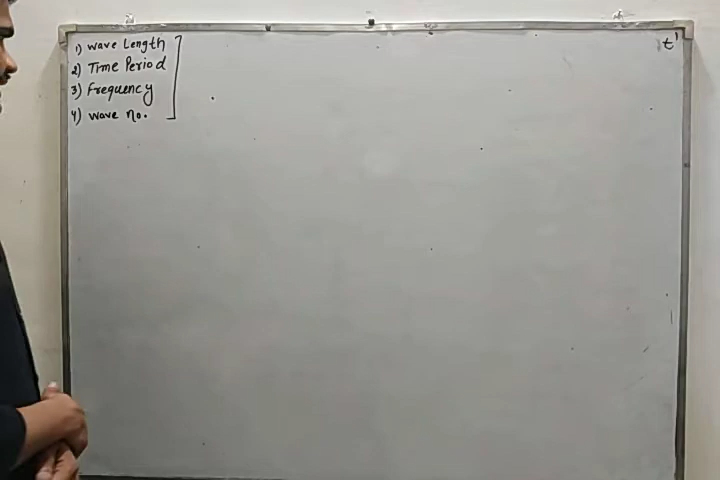 1) Wave Length
2) Time Period
3) Frequency
4) Wave no.
t'